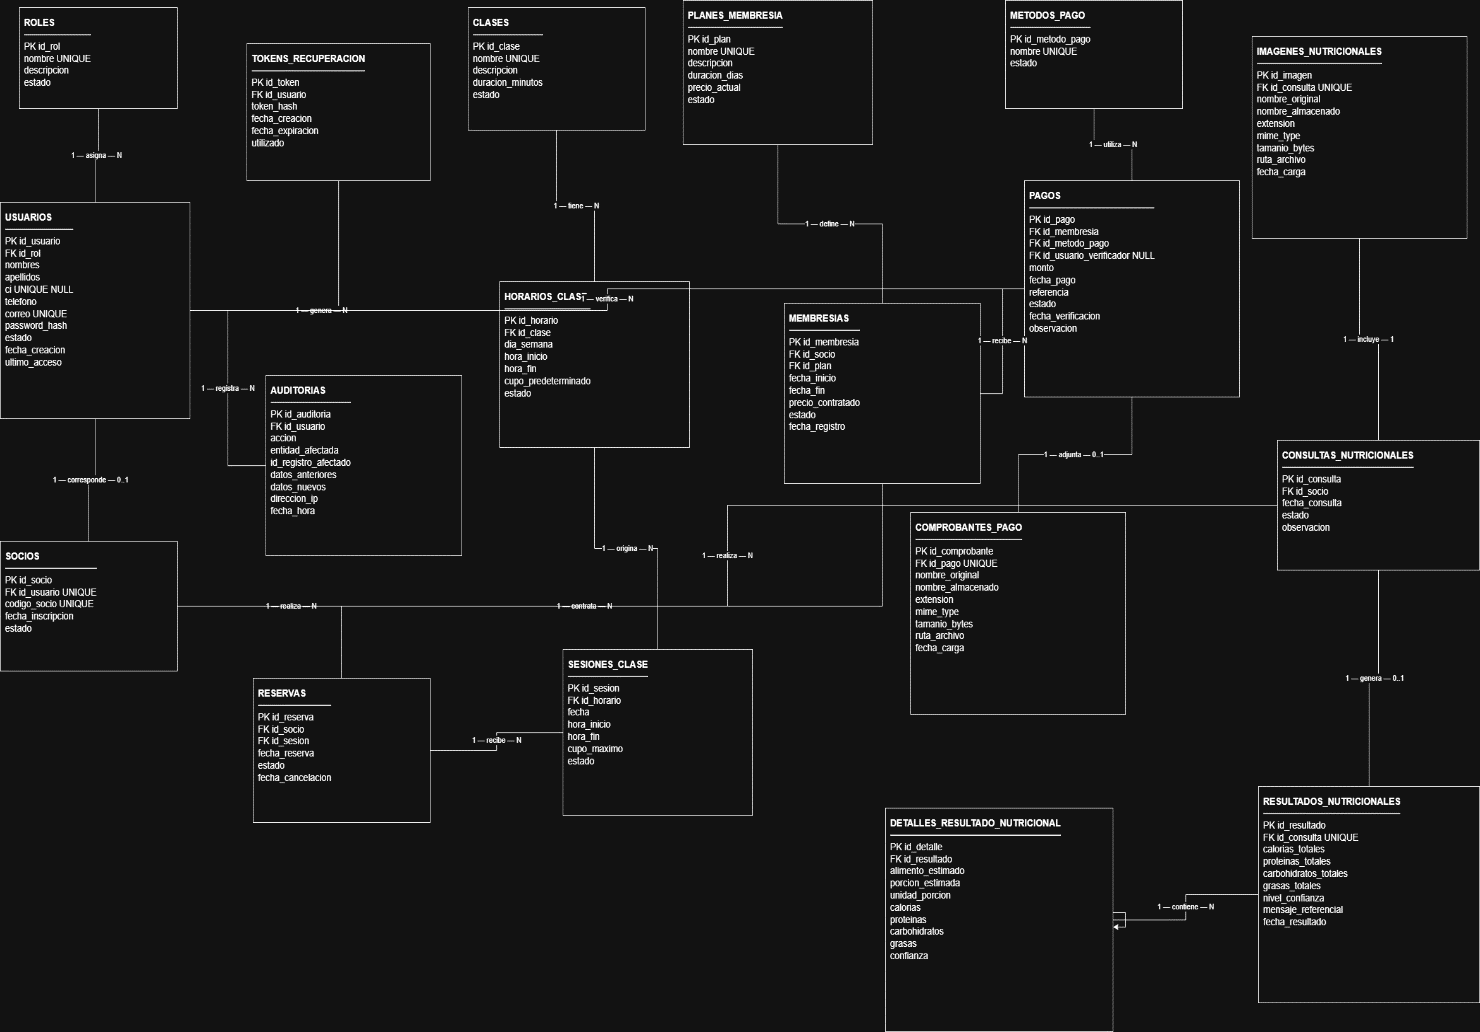 ROLES
PK id_rol
nombre UNIQUE
descripcion
estado
TOKENS_RECUPERACION
PK id_token
FK id_usuario
token_hash
fecha_creacion
fecha_expiracion
utilizado
CLASES
PK id_clase
nombre UNIQUE
descripcion
duracion_minutos
estado
PLANES_MEMBRESIA
PK id_plan
nombre UNIQUE
descripcion
duracion_dias
precio_actual
estado
METODOS_PAGO
PK id_metodo_pago
nombre UNIQUE
estado
IMAGENES_NUTRICIONALES
PK id_imagen
FK id_consulta UNIQUE
nombre_original
nombre_almacenado
extension
mime_type
tamanio_bytes
ruta_archivo
fecha_carga
1 — asigna — N
1 — tiene — N
1 — define — N
1 — utiliza — N
USUARIOS
PK id_usuario
FK id_rol
nombres
apellidos
ci UNIQUE NULL
telefono
correo UNIQUE
password_hash
estado
fecha_creacion
ultimo_acceso
1 — genera — N
1 — verifica — N
HORARIOS_CLASE
PK id_horario
FK id_clase
dia_semana
hora_inicio
hora_fin
cupo_predeterminado
estado
MEMBRESIAS
PK id_membresia
FK id_socio
FK id_plan
fecha_inicio
fecha_fin
precio_contratado
estado
fecha_registro
1 — recibe — N
PAGOS
PK id_pago
FK id_membresia
FK id_metodo_pago
FK id_usuario_verificador NULL
monto
fecha_pago
referencia
estado
fecha_verificacion
observacion
1 — incluye — 1
1 — registra — N
AUDITORIAS
PK id_auditoria
FK id_usuario
accion
entidad_afectada
id_registro_afectado
datos_anteriores
datos_nuevos
direccion_ip
fecha_hora
1 — corresponde — 0..1
1 — adjunta — 0..1
CONSULTAS_NUTRICIONALES
PK id_consulta
FK id_socio
fecha_consulta
estado
observacion
SOCIOS
PK id_socio
FK id_usuario UNIQUE
codigo_socio UNIQUE
fecha_inscripcion
estado
1 — origina — N
1 — realiza — N
1 — realiza — N
1 — contrata — N
COMPROBANTES_PAGO
PK id_comprobante
FK id_pago UNIQUE
nombre_original
nombre_almacenado
extension
mime_type
tamanio_bytes
ruta_archivo
fecha_carga
RESERVAS
PK id_reserva
FK id_socio
FK id_sesion
fecha_reserva
estado
fecha_cancelacion
1 — recibe — N
SESIONES_CLASE
PK id_sesion
FK id_horario
fecha
hora_inicio
hora_fin
cupo_maximo
estado
1 — genera — 0..1
DETALLES_RESULTADO_NUTRICIONAL
PK id_detalle
FK id_resultado
alimento_estimado
porcion_estimada
unidad_porcion
calorias
proteinas
carbohidratos
grasas
confianza
1 — contiene — N
RESULTADOS_NUTRICIONALES
PK id_resultado
FK id_consulta UNIQUE
calorias_totales
proteinas_totales
carbohidratos_totales
grasas_totales
nivel_confianza
mensaje_referencial
fecha_resultado